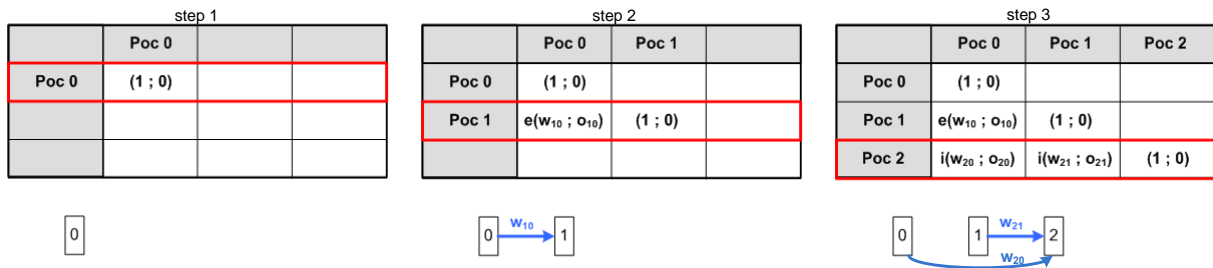 step 1
step 2
step 3
Poc 0
Poc 0 Poc 1
Poc 0 Poc 1 Poc 2
Poc 0 (1 ; 0)
Poc 0 (1 ; 0)
Poc 0 (1 ; 0)
Poc 1 e(w₁₀ ; o₁₀) (1 ; 0)
Poc 1 e(w₁₀ ; o₁₀) (1 ; 0)
Poc 2 i(w₂₀ ; o₂₀) i(w₂₁ ; o₂₁) (1 ; 0)
0
0 w₁₀ 1
0 1 w₂₁ 2
w₂₀